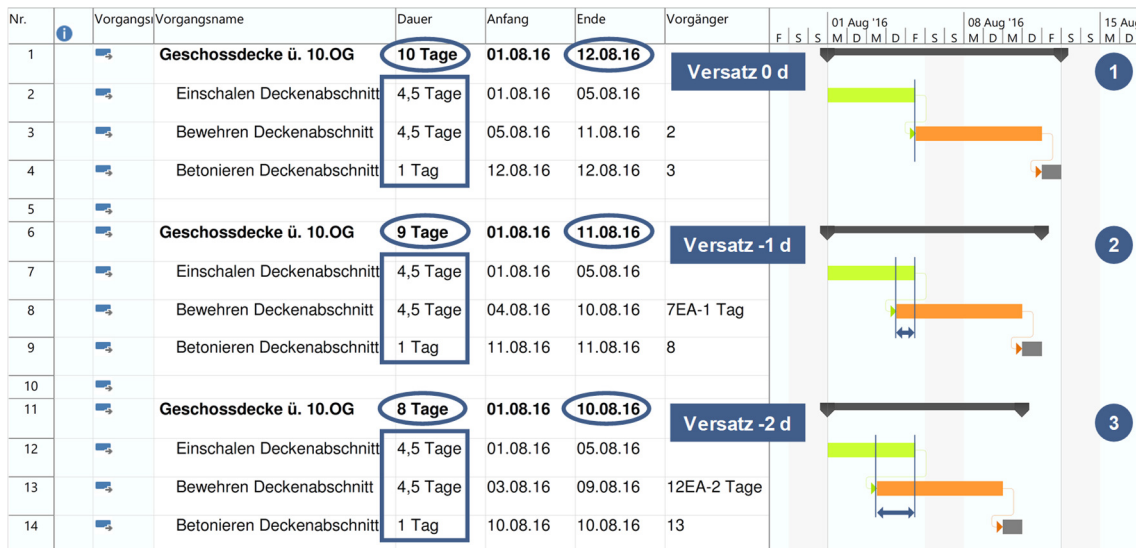 Nr. Vorgangsı Vorgangsname Dauer Anfang Ende Vorgänger 01 Aug '16 08 Aug '16 15 Aug
F S S M D M D F S S M D M D F S S M D
1 Geschossdecke ü. 10.OG 10 Tage 01.08.16 12.08.16 Versatz 0 d 1
2 Einschalen Deckenabschnitt 4,5 Tage 01.08.16 05.08.16
3 Bewehren Deckenabschnitt 4,5 Tage 05.08.16 11.08.16 2
4 Betonieren Deckenabschnitt 1 Tag 12.08.16 12.08.16 3
5
6 Geschossdecke ü. 10.OG 9 Tage 01.08.16 11.08.16 Versatz -1 d 2
7 Einschalen Deckenabschnitt 4,5 Tage 01.08.16 05.08.16
8 Bewehren Deckenabschnitt 4,5 Tage 04.08.16 10.08.16 7EA-1 Tag
9 Betonieren Deckenabschnitt 1 Tag 11.08.16 11.08.16 8
10
11 Geschossdecke ü. 10.OG 8 Tage 01.08.16 10.08.16 Versatz -2 d 3
12 Einschalen Deckenabschnitt 4,5 Tage 01.08.16 05.08.16
13 Bewehren Deckenabschnitt 4,5 Tage 03.08.16 09.08.16 12EA-2 Tage
14 Betonieren Deckenabschnitt 1 Tag 10.08.16 10.08.16 13